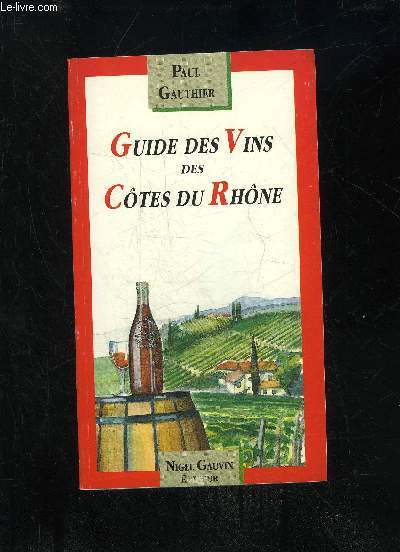 Le-livre.com
PAUL
GAUTHIER
GUIDE DES VINS
DES
CÔTES DU RHÔNE
NIGEL GAUVIN